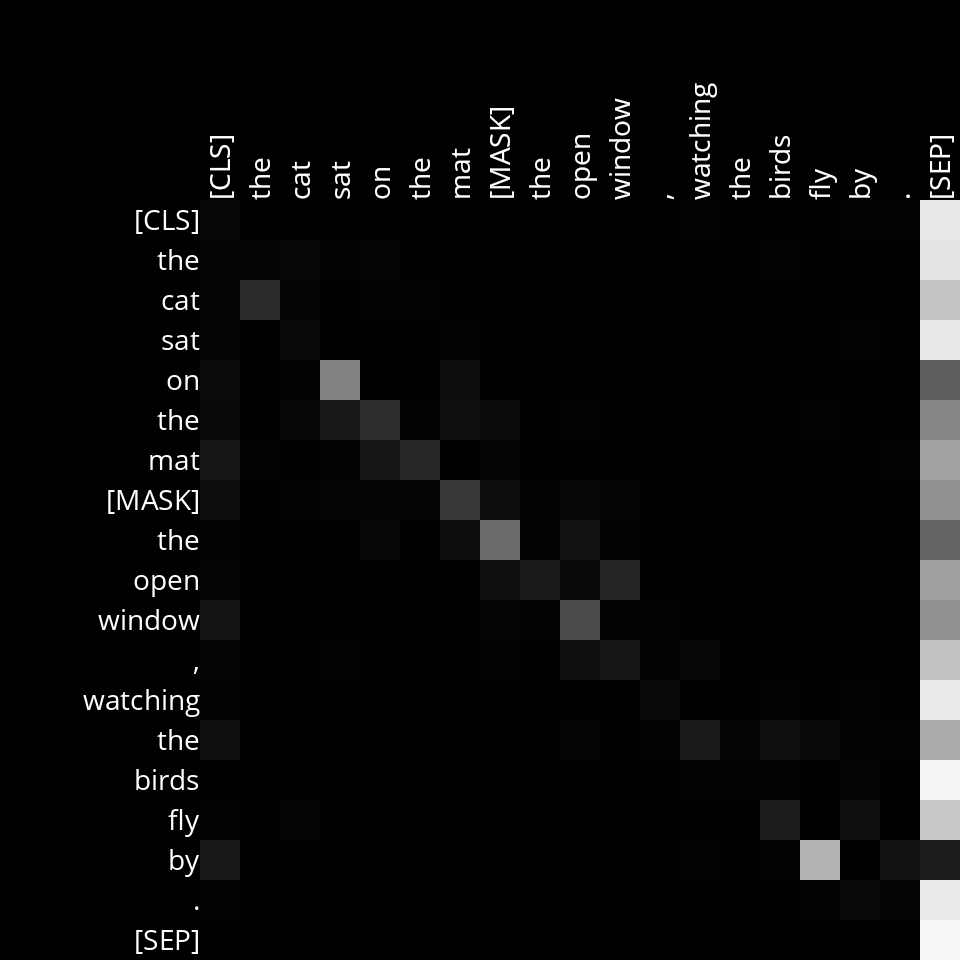 [CLS] the cat sat on the mat [MASK] the open window , watching the birds fly by . [SEP]
[CLS]
the
cat
sat
on
the
mat
[MASK]
the
open
window
,
watching
the
birds
fly
by
.
[SEP]